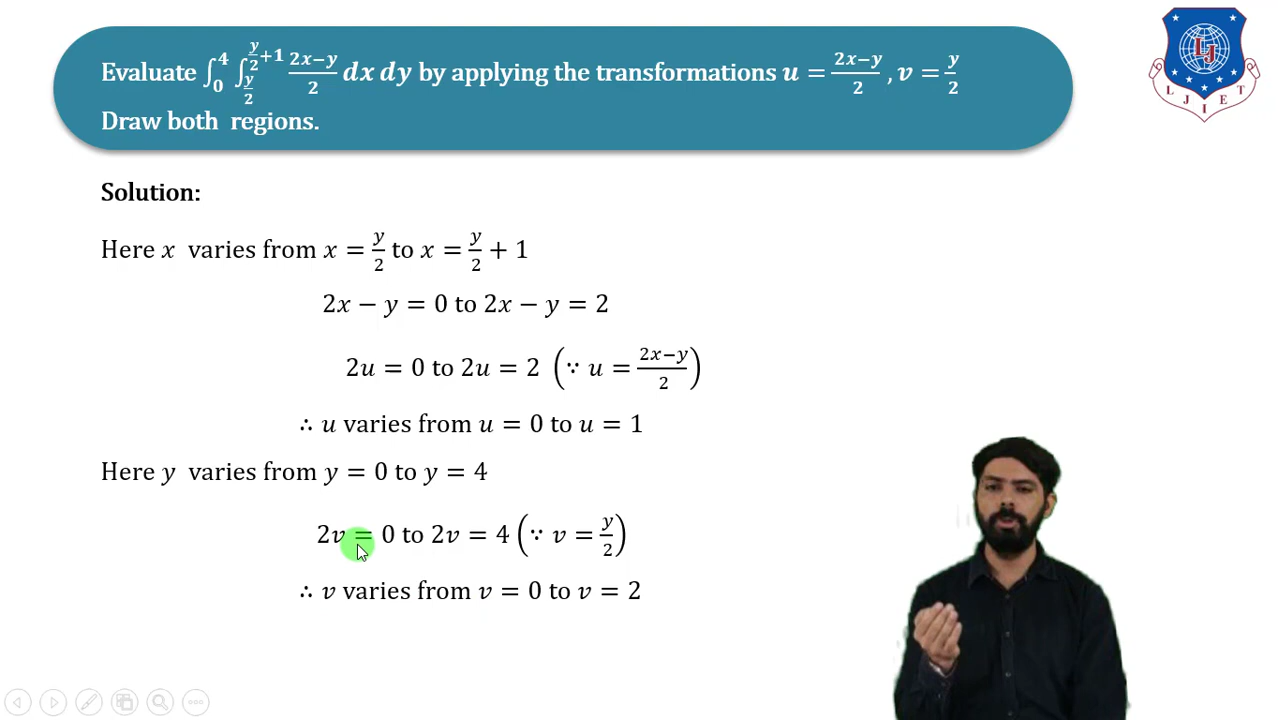 Evaluate ∫₀⁴ ∫_{y/2}^{y/2+1} (2x−y)/2 dx dy by applying the transformations u = (2x−y)/2 , v = y/2
Draw both regions.
LJ
L J I E T
Solution:
Here x varies from x = y/2 to x = y/2 + 1
2x − y = 0 to 2x − y = 2
2u = 0 to 2u = 2 (∵ u = (2x−y)/2)
∴ u varies from u = 0 to u = 1
Here y varies from y = 0 to y = 4
2v = 0 to 2v = 4 (∵ v = y/2)
∴ v varies from v = 0 to v = 2